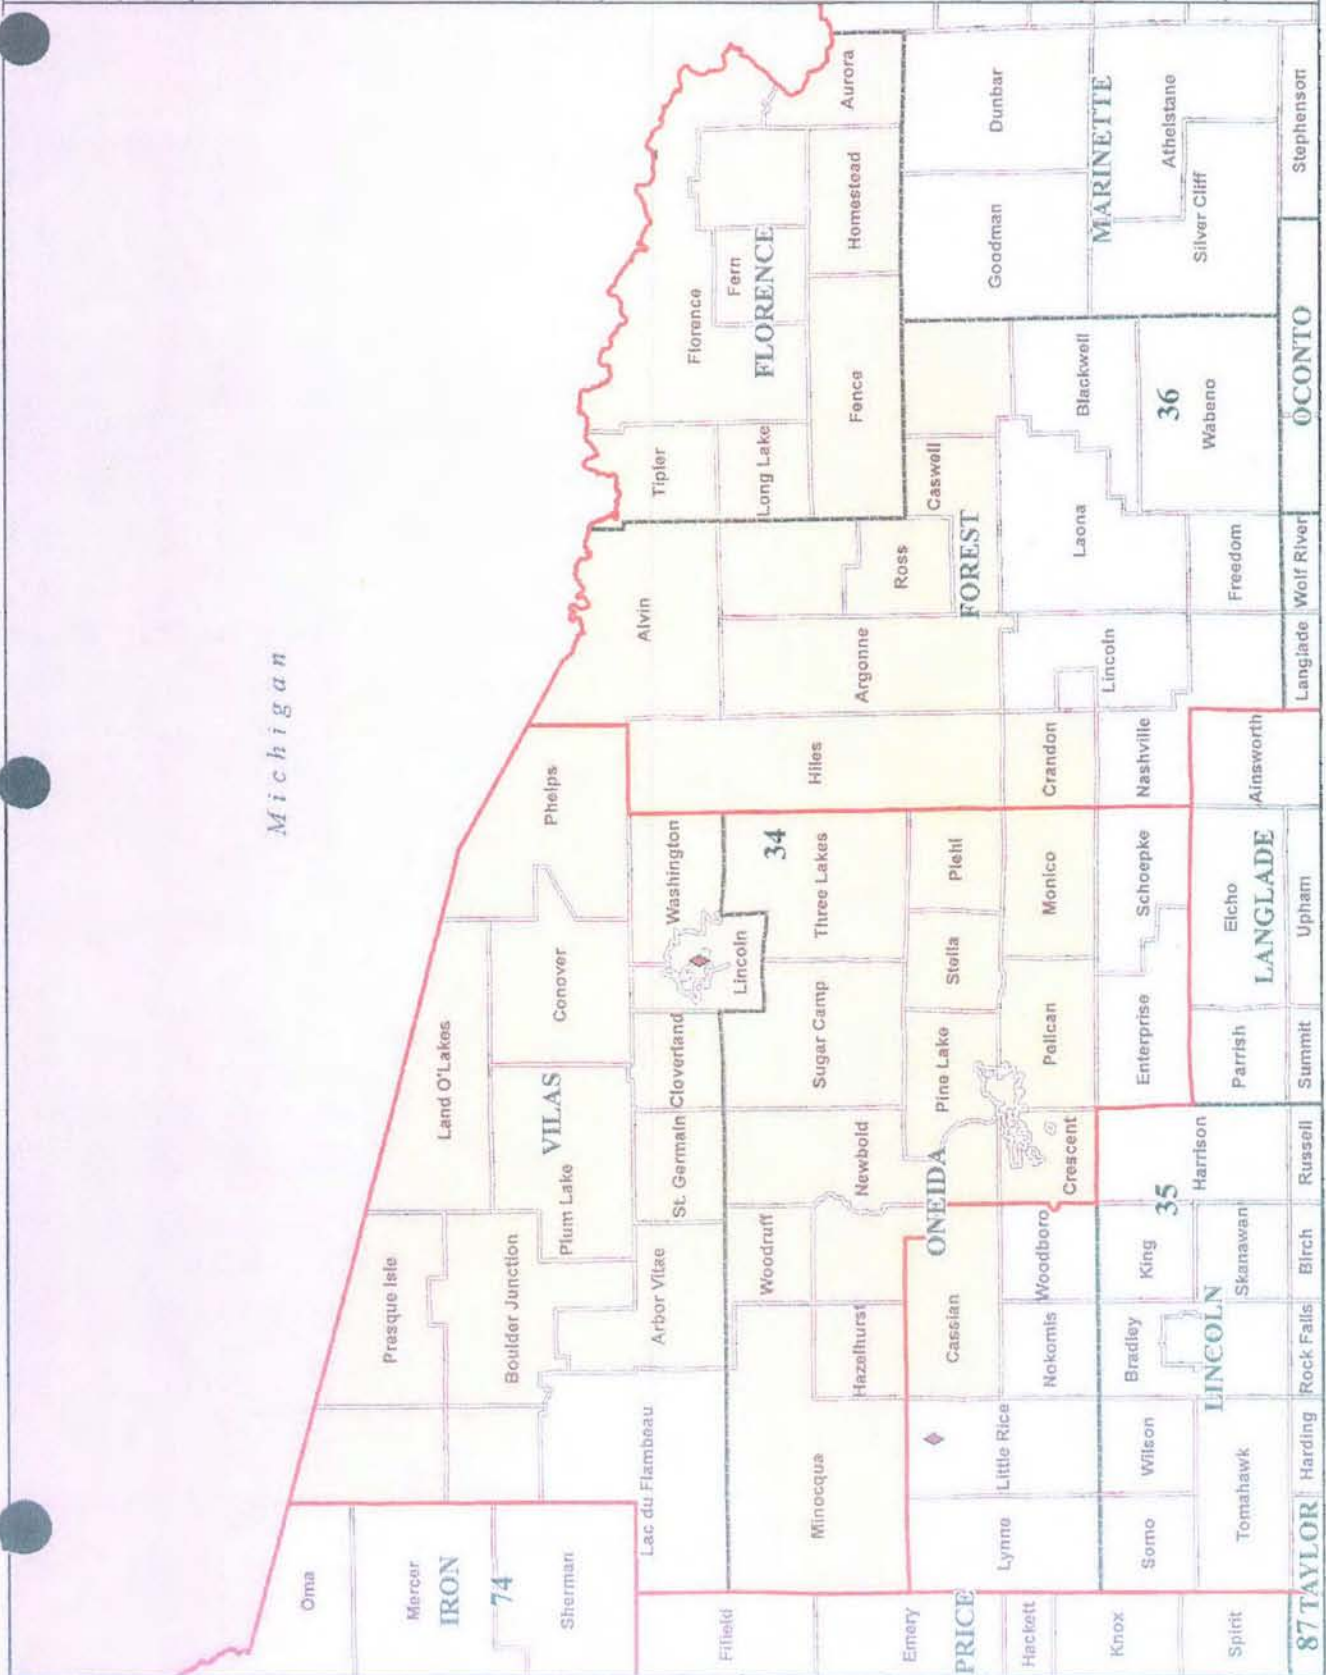 Michigan
Oma
Mercer
IRON
74
Sherman
Presque Isle
Boulder Junction
Land O'Lakes
Plum Lake
VILAS
Conover
Phelps
Lac du Flambeau
Arbor Vitae
St. Germain
Cloverland
Washington
Lincoln
Alvin
Tipler
Long Lake
Florence
Fern
FLORENCE
Fence
Homestead
Aurora
Fifield
Emery
PRICE
Hackett
Knox
Spirit
Minocqua
Hazelhurst
Woodruff
Newbold
Sugar Camp
Three Lakes
34
Hiles
Argonne
Ross
Caswell
FOREST
Lynne
Little Rice
Cassian
Nokomis
Woodboro
ONEIDA
Crescent
Pine Lake
Pelican
Stella
Piehl
Monico
Enterprise
Schoepke
Crandon
Nashville
Lincoln
Laona
Blackwell
36
Wabeno
Freedom
Goodman
Dunbar
MARINETTE
Athelstane
Silver Cliff
Stephenson
Somo
Wilson
Bradley
King
35
Harrison
Tomahawk
LINCOLN
Skanawan
Parrish
Elcho
LANGLADE
Ainsworth
87
TAYLOR
Harding
Rock Falls
Birch
Russell
Summit
Upham
Langlade
Wolf River
OCONTO